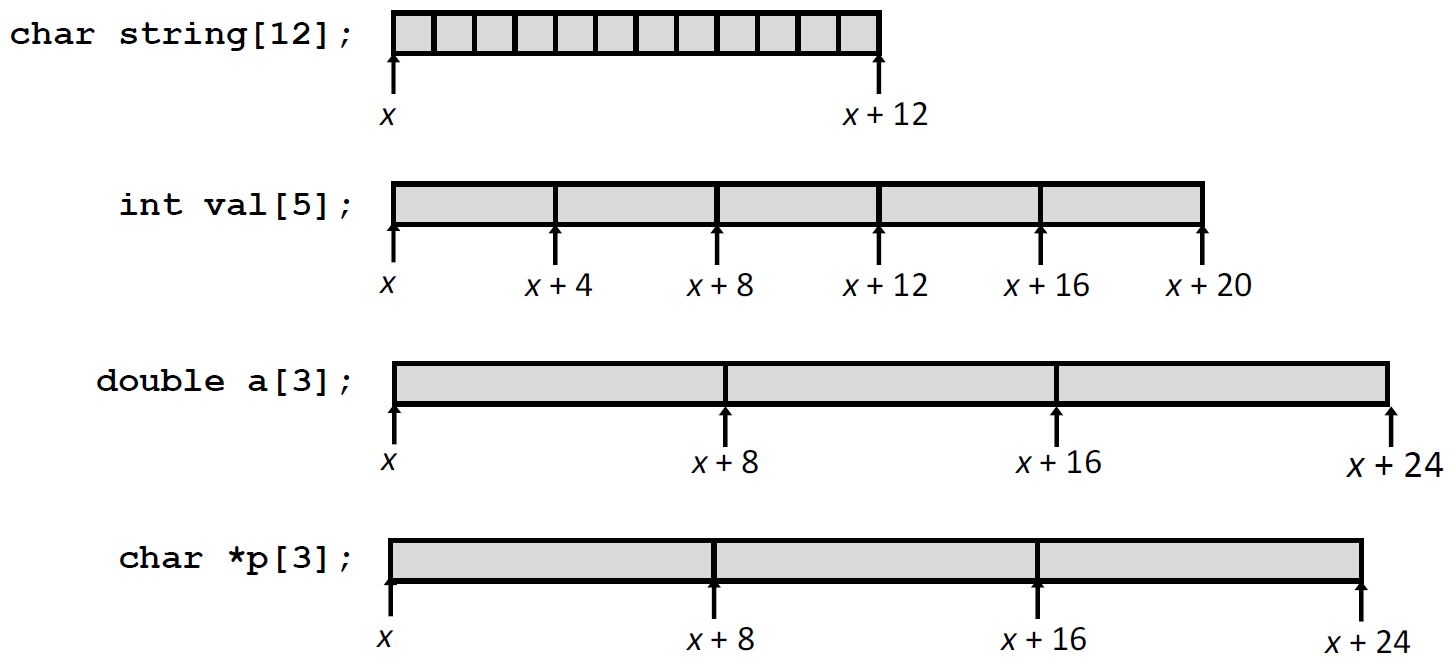 char string[12];
x x + 12
int val[5];
x x + 4 x + 8 x + 12 x + 16 x + 20
double a[3];
x x + 8 x + 16 x + 24
char *p[3];
x x + 8 x + 16 x + 24